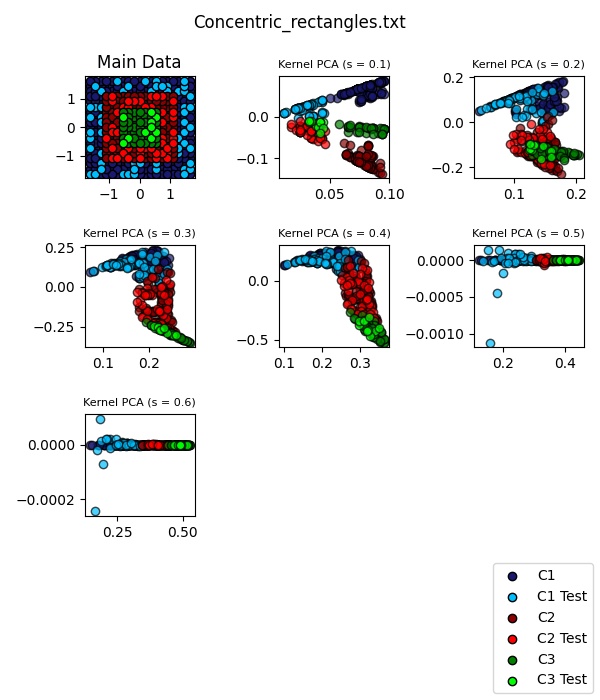 Concentric_rectangles.txt
Main Data
Kernel PCA (s = 0.1)
Kernel PCA (s = 0.2)
1
0
−1
−1
0
1
0.0
−0.1
0.05
0.10
0.2
0.0
−0.2
0.1
0.2
Kernel PCA (s = 0.3)
Kernel PCA (s = 0.4)
Kernel PCA (s = 0.5)
0.25
0.00
−0.25
0.1
0.2
0.0
−0.5
0.1
0.2
0.3
0.0000
−0.0005
−0.0010
0.2
0.4
Kernel PCA (s = 0.6)
0.0000
−0.0002
0.25
0.50
C1
C1 Test
C2
C2 Test
C3
C3 Test